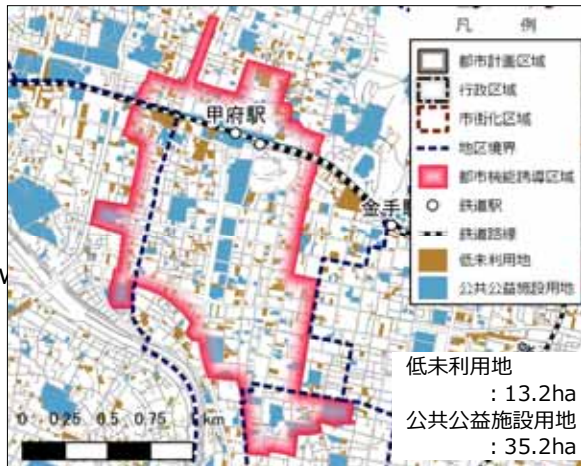 凡 例
都市計画区域
行政区域
市街化区域
地区境界
都市機能誘導区域
鉄道駅
鉄道路線
低未利用地
公共公益施設用地
甲府駅
金手
低未利用地
：13.2ha
公共公益施設用地
：35.2ha
0 0.25 0.5 0.75 1 km